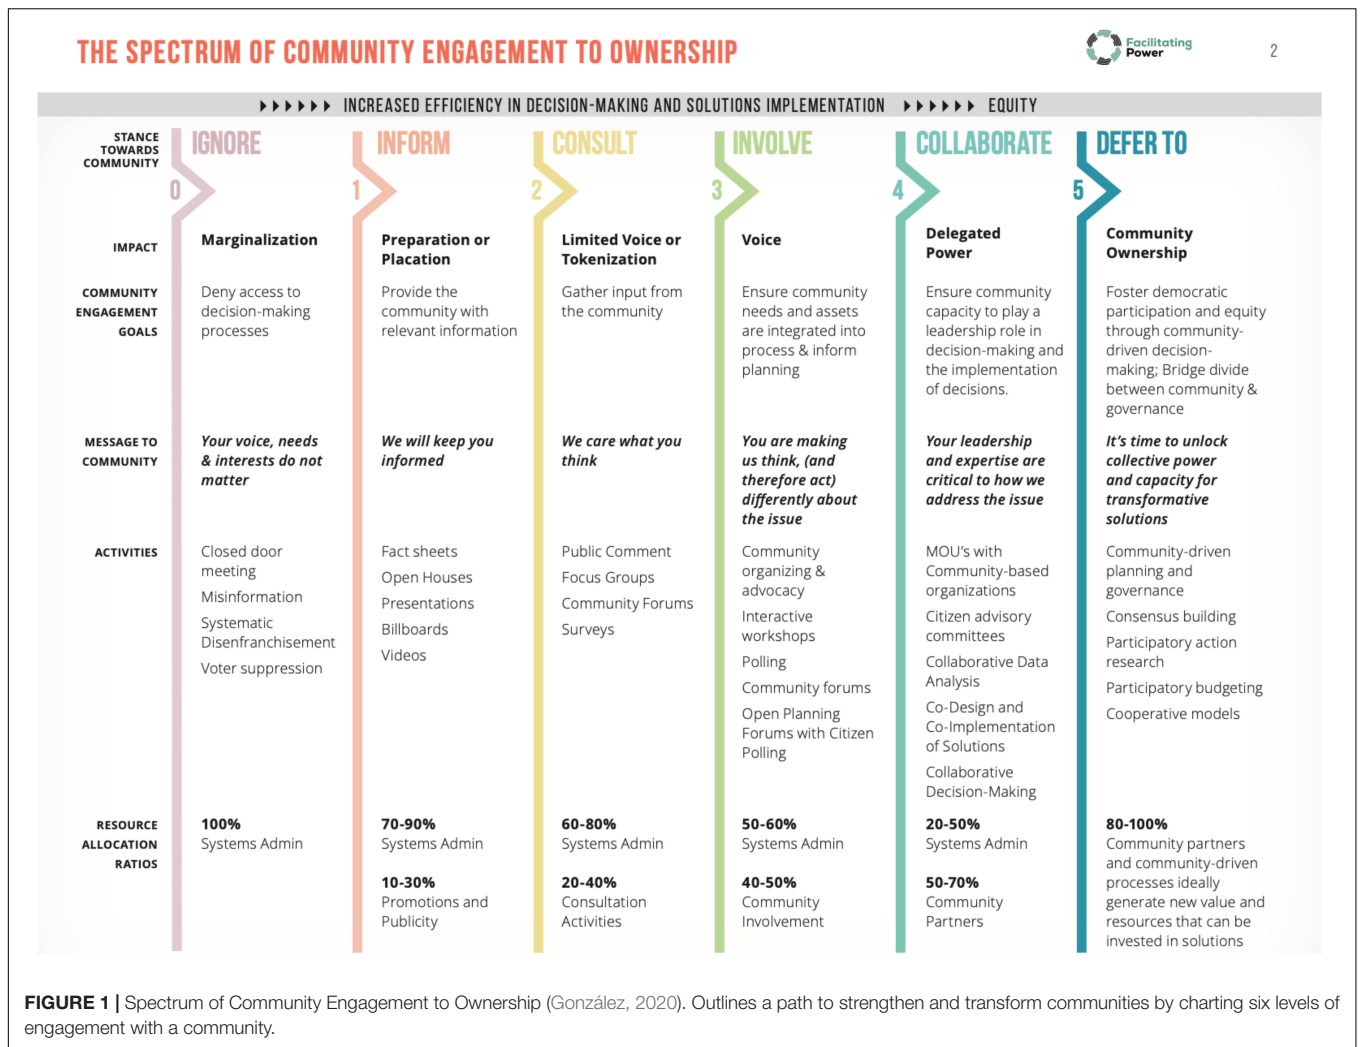 THE SPECTRUM OF COMMUNITY ENGAGEMENT TO OWNERSHIP
Facilitating
Power
2
INCREASED EFFICIENCY IN DECISION-MAKING AND SOLUTIONS IMPLEMENTATION
EQUITY
STANCE
TOWARDS
COMMUNITY
IGNORE
INFORM
CONSULT
INVOLVE
COLLABORATE
DEFER TO
0
1
2
3
4
5
IMPACT
Marginalization
Preparation or
Placation
Limited Voice or
Tokenization
Voice
Delegated
Power
Community
Ownership
COMMUNITY
ENGAGEMENT
GOALS
Deny access to
decision-making
processes
Provide the
community with
relevant information
Gather input from
the community
Ensure community
needs and assets
are integrated into
process & inform
planning
Ensure community
capacity to play a
leadership role in
decision-making and
the implementation
of decisions.
Foster democratic
participation and equity
through community-
driven decision-
making; Bridge divide
between community &
governance
MESSAGE TO
COMMUNITY
Your voice, needs
& interests do not
matter
We will keep you
informed
We care what you
think
You are making
us think, (and
therefore act)
differently about
the issue
Your leadership
and expertise are
critical to how we
address the issue
It's time to unlock
collective power
and capacity for
transformative
solutions
ACTIVITIES
Closed door
meeting
Misinformation
Systematic
Disenfranchisement
Voter suppression
Fact sheets
Open Houses
Presentations
Billboards
Videos
Public Comment
Focus Groups
Community Forums
Surveys
Community
organizing &
advocacy
Interactive
workshops
Polling
Community forums
Open Planning
Forums with Citizen
Polling
MOU's with
Community-based
organizations
Citizen advisory
committees
Collaborative Data
Analysis
Co-Design and
Co-Implementation
of Solutions
Collaborative
Decision-Making
Community-driven
planning and
governance
Consensus building
Participatory action
research
Participatory budgeting
Cooperative models
RESOURCE
ALLOCATION
RATIOS
100%
Systems Admin
70-90%
Systems Admin
10-30%
Promotions and
Publicity
60-80%
Systems Admin
20-40%
Consultation
Activities
50-60%
Systems Admin
40-50%
Community
Involvement
20-50%
Systems Admin
50-70%
Community
Partners
80-100%
Community partners
and community-driven
processes ideally
generate new value and
resources that can be
invested in solutions
FIGURE 1 | Spectrum of Community Engagement to Ownership (González, 2020). Outlines a path to strengthen and transform communities by charting six levels of
engagement with a community.